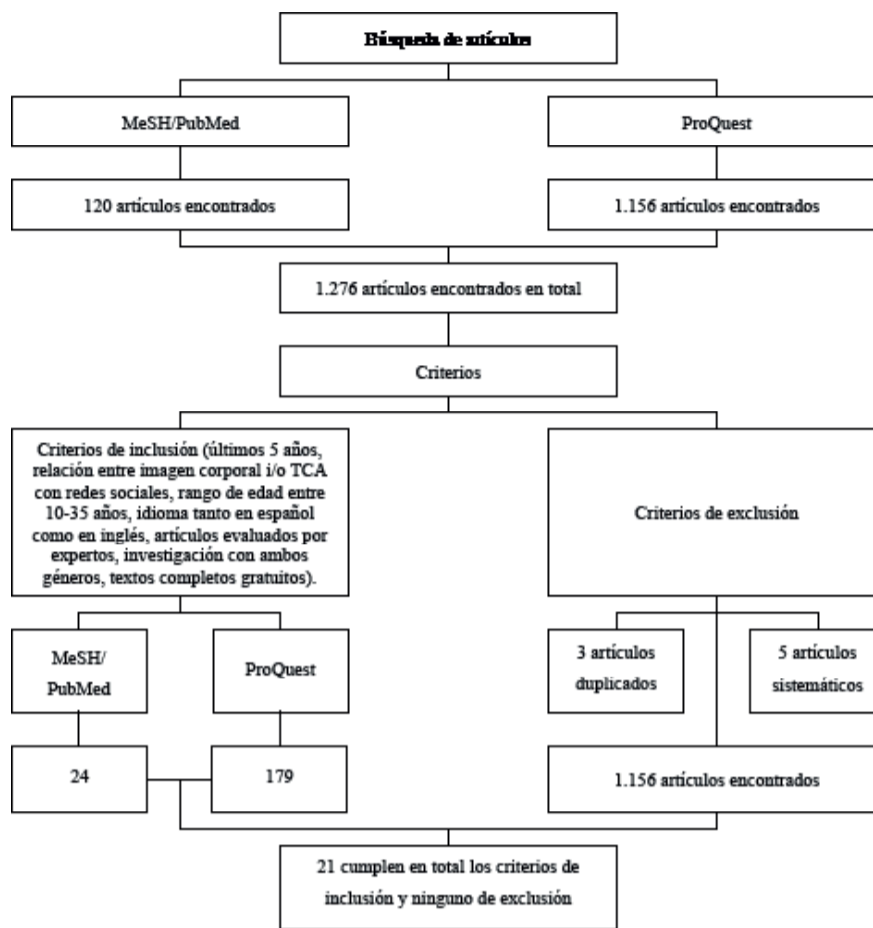 Búsqueda de artículos
MeSH/PubMed
ProQuest
120 artículos encontrados
1.156 artículos encontrados
1.276 artículos encontrados en total
Criterios
Criterios de inclusión (últimos 5 años,
relación entre imagen corporal i/o TCA
con redes sociales, rango de edad entre
10-35 años, idioma tanto en español
como en inglés, artículos evaluados por
expertos, investigación con ambos
géneros, textos completos gratuitos).
Criterios de exclusión
MeSH/
PubMed
ProQuest
3 artículos
duplicados
5 artículos
sistemáticos
24
179
1.156 artículos encontrados
21 cumplen en total los criterios de
inclusión y ninguno de exclusión